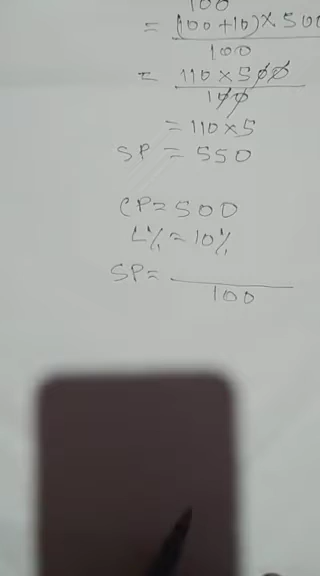 100
= (100+10)×500
100
= 110×500
100
= 110×5
SP = 550
CP=500
L%=10%
SP=
100